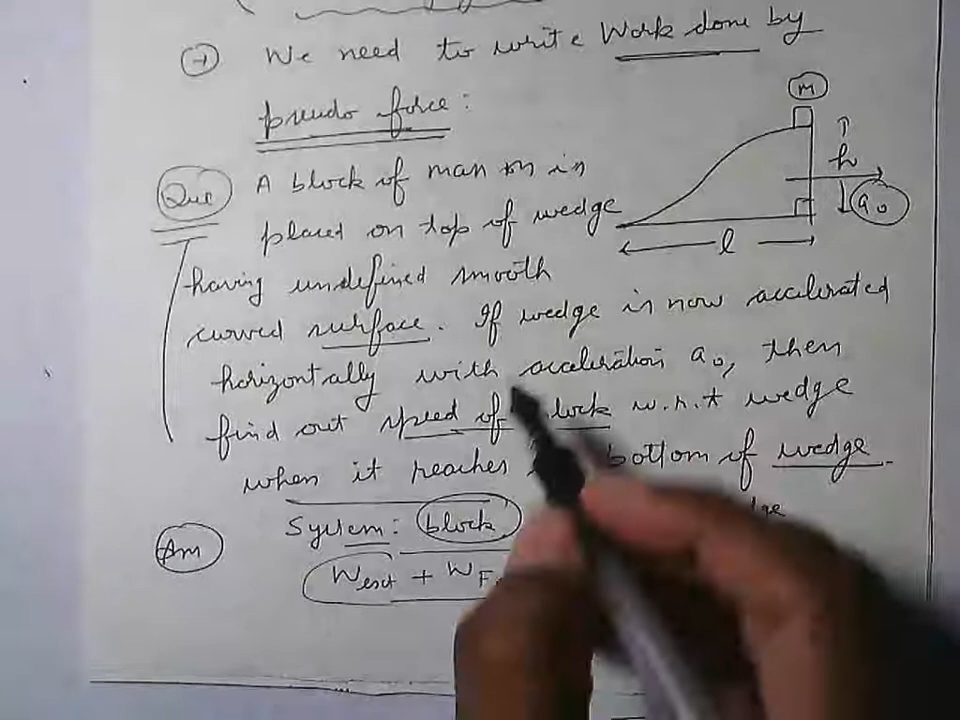 → We need to write Work done by
pseudo force:
M
h
a0
l
Que A block of mass m is
placed on top of wedge
having undefined smooth
curved surface. If wedge is now accelerated
horizontally with acceleration a0, then
find out speed of block w.r.t wedge
when it reaches bottom of wedge.
Ans System: block
Wext + WF